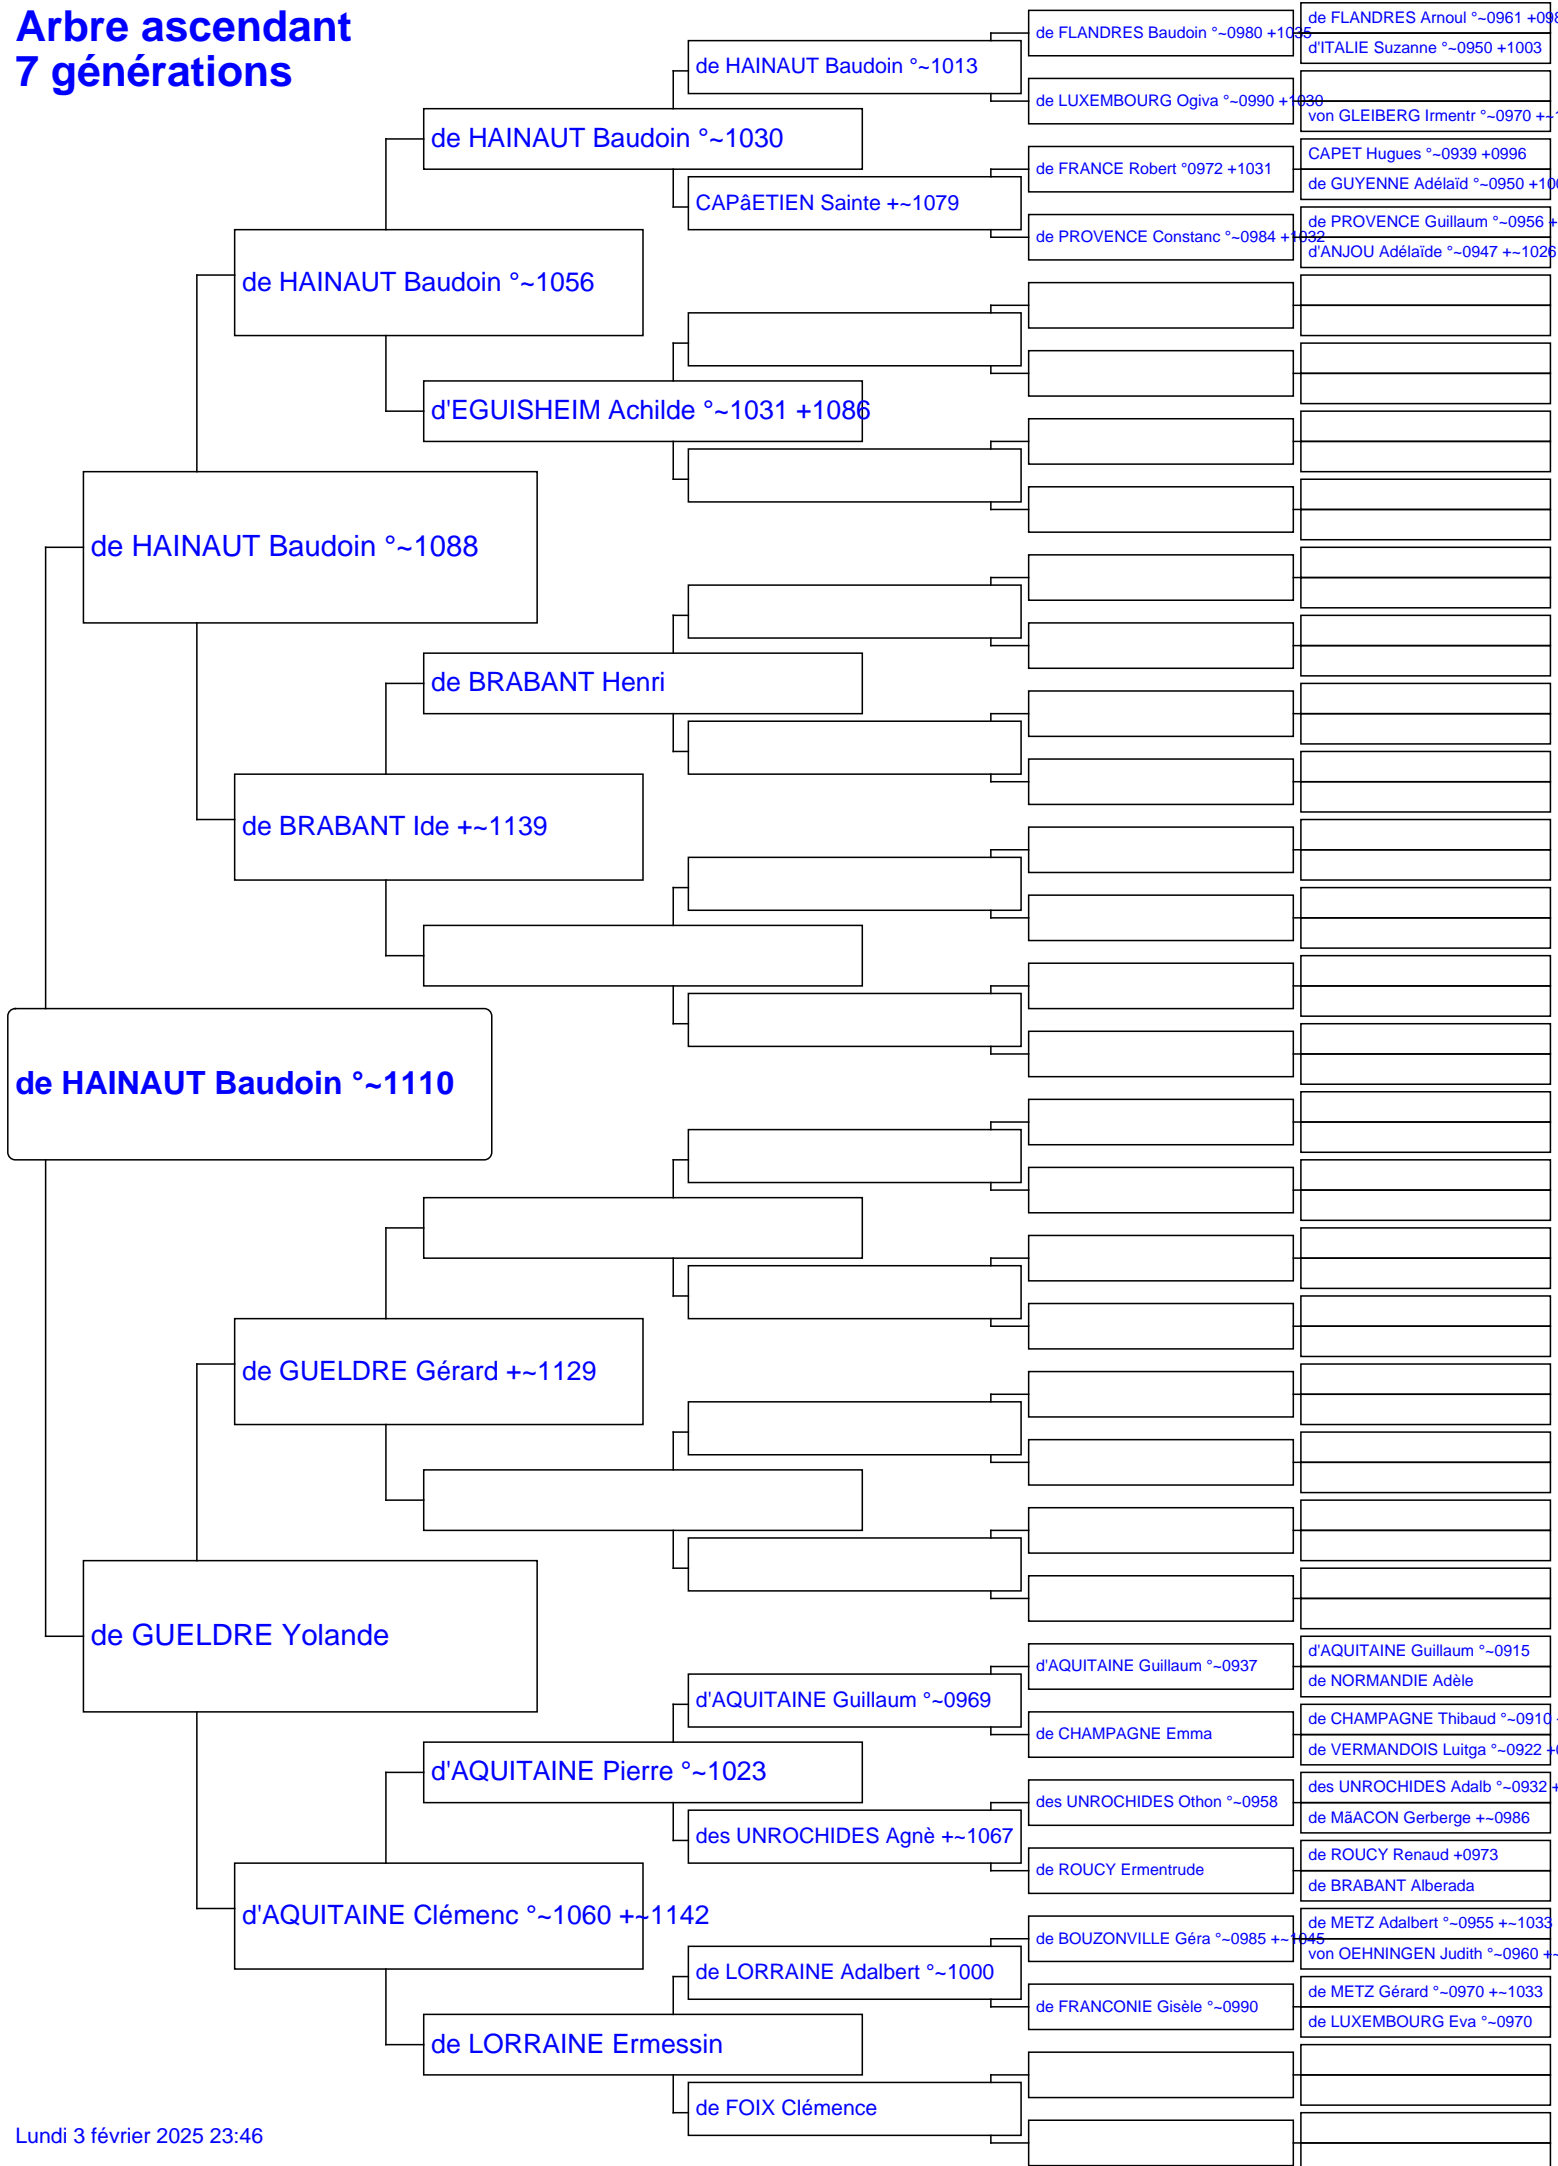 Arbre ascendant
7 générations
de HAINAUT Baudoin °~1110
de HAINAUT Baudoin °~1088
de GUELDRE Yolande
de HAINAUT Baudoin °~1056
de BRABANT Ide +~1139
de GUELDRE Gérard +~1129
d'AQUITAINE Clémenc °~1060 +~1142
de HAINAUT Baudoin °~1030
d'EGUISHEIM Achilde °~1031 +1086
de BRABANT Henri
d'AQUITAINE Pierre °~1023
de LORRAINE Ermessin
de HAINAUT Baudoin °~1013
CAPâETIEN Sainte +~1079
d'AQUITAINE Guillaum °~0969
des UNROCHIDES Agnè +~1067
de LORRAINE Adalbert °~1000
de FOIX Clémence
de FLANDRES Baudoin °~0980 +1035
de LUXEMBOURG Ogiva °~0990 +1030
de FRANCE Robert °0972 +1031
de PROVENCE Constanc °~0984 +1032
d'AQUITAINE Guillaum °~0937
de CHAMPAGNE Emma
des UNROCHIDES Othon °~0958
de ROUCY Ermentrude
de BOUZONVILLE Géra °~0985 +~1045
de FRANCONIE Gisèle °~0990
de FLANDRES Arnoul °~0961
d'ITALIE Suzanne °~0950 +1003
von GLEIBERG Irmentr °~0970
CAPET Hugues °~0939 +0996
de GUYENNE Adélaïd °~0950
de PROVENCE Guillaum °~0956 +
d'ANJOU Adélaïde °~0947 +~1026
d'AQUITAINE Guillaum °~0915
de NORMANDIE Adèle
de CHAMPAGNE Thibaud °~0910
de VERMANDOIS Luitga °~0922
des UNROCHIDES Adalb °~0932 +
de MãACON Gerberge +~0986
de ROUCY Renaud +0973
de BRABANT Alberada
de METZ Adalbert °~0955 +~1033
von OEHNINGEN Judith °~0960
de METZ Gérard °~0970 +~1033
de LUXEMBOURG Eva °~0970
Lundi 3 février 2025 23:46